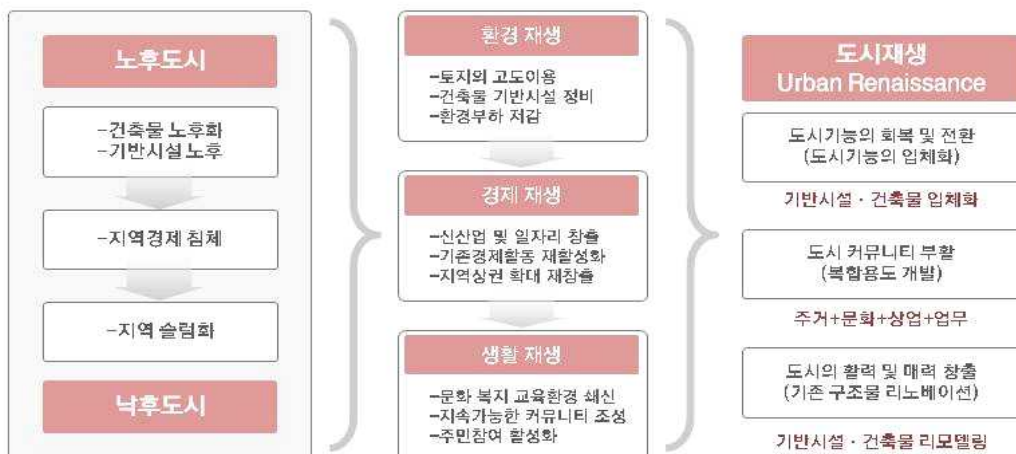 노후도시
-건축물 노후화
-기반시설 노후
-지역경제 침체
-지역 슬럼화
낙후도시
환경 재생
-토지의 고도이용
-건축물 기반시설 정비
-환경부하 저감
경제 재생
-신산업 및 일자리 창출
-기존경제활동 재활성화
-지역상권 확대 재창출
생활 재생
-문화 복지 교육환경 쇄신
-지속가능한 커뮤니티 조성
-주민참여 활성화
도시재생
Urban Renaissance
도시기능의 회복 및 전환
(도시기능의 입체화)
기반시설 · 건축물 입체화
도시 커뮤니티 부활
(복합용도 개발)
주거+문화+상업+업무
도시의 활력 및 매력 창출
(기존 구조물 리노베이션)
기반시설 · 건축물 리모델링